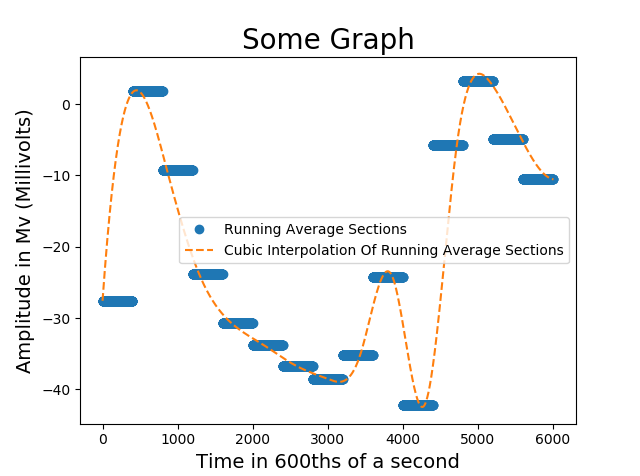 Some Graph
Amplitude in Mv (Millivolts)
0
−10
−20
−30
−40
Running Average Sections
Cubic Interpolation Of Running Average Sections
0 1000 2000 3000 4000 5000 6000
Time in 600ths of a second